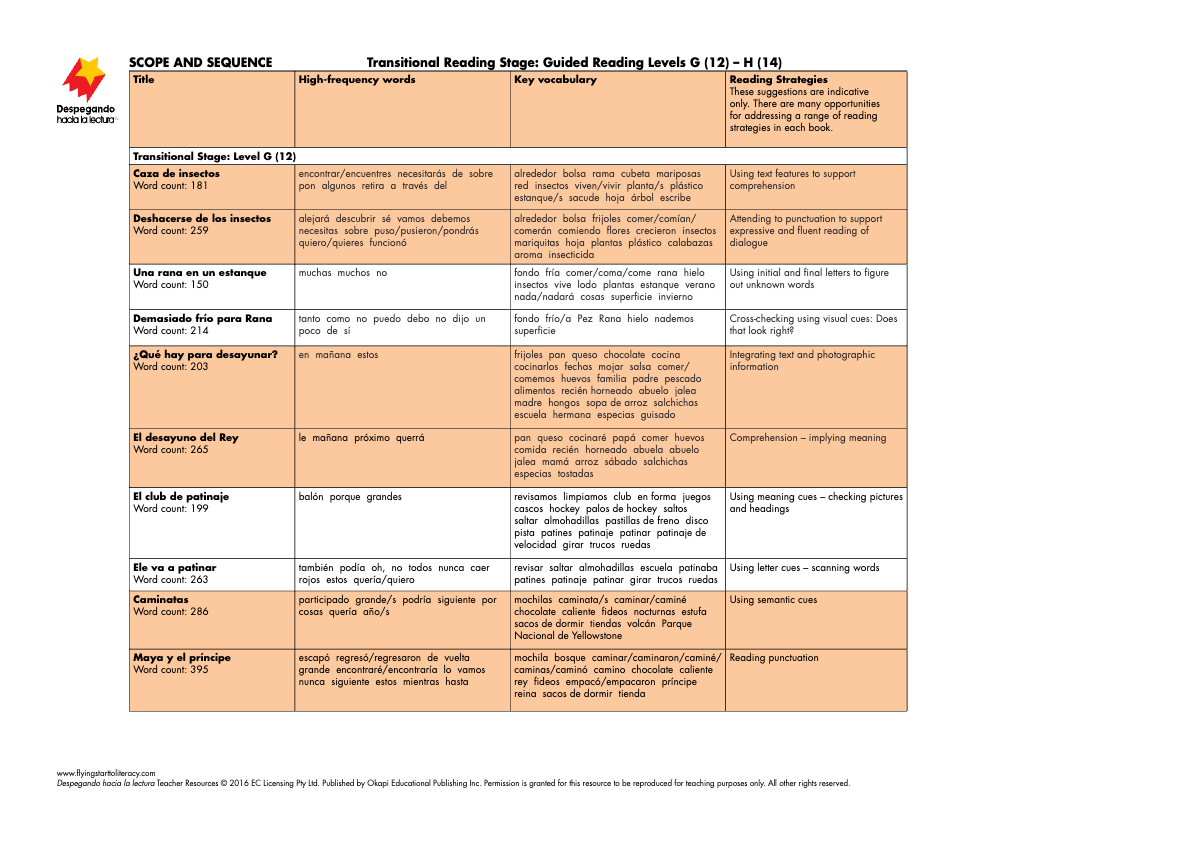 SCOPE AND SEQUENCE
Transitional Reading Stage: Guided Reading Levels G (12) – H (14)
Despegando
hacia la lectura
Title
High-frequency words
Key vocabulary
Reading Strategies
These suggestions are indicative
only. There are many opportunities
for addressing a range of reading
strategies in each book.
Transitional Stage: Level G (12)
Caza de insectos
Word count: 181
encontrar/encuentres necesitarás de sobre
pon algunos retira a través del
alrededor bolsa rama cubeta mariposas
red insectos viven/vivir planta/s plástico
estanque/s sacude hoja árbol escribe
Using text features to support
comprehension
Deshacerse de los insectos
Word count: 259
alejará descubrir sé vamos debemos
necesitas sobre puso/pusieron/pondrás
quiero/quieres funcionó
alrededor bolsa frijoles comer/comían/
comerán comiendo flores crecieron insectos
mariquitas hoja plantas plástico calabazas
aroma insecticida
Attending to punctuation to support
expressive and fluent reading of
dialogue
Una rana en un estanque
Word count: 150
muchas muchos no
fondo fría comer/coma/come rana hielo
insectos vive lodo plantas estanque verano
nada/nadará cosas superficie invierno
Using initial and final letters to figure
out unknown words
Demasiado frío para Rana
Word count: 214
tanto como no puedo debo no dijo un
poco de sí
fondo frío/a Pez Rana hielo nademos
superficie
Cross-checking using visual cues: Does
that look right?
¿Qué hay para desayunar?
Word count: 203
en mañana estos
frijoles pan queso chocolate cocina
cocinarlos fechas mojar salsa comer/
comemos huevos familia padre pescado
alimentos recién horneado abuelo jalea
madre hongos sopa de arroz salchichas
escuela hermana especias guisado
Integrating text and photographic
information
El desayuno del Rey
Word count: 265
le mañana próximo querrá
pan queso cocinaré papá comer huevos
comida recién horneado abuela abuelo
jalea mamá arroz sábado salchichas
especias tostadas
Comprehension – implying meaning
El club de patinaje
Word count: 199
balón porque grandes
revisamos limpiamos club en forma juegos
cascos hockey palos de hockey saltos
saltar almohadillas pastillas de freno disco
pista patines patinaje patinar patinaje de
velocidad girar trucos ruedas
Using meaning cues – checking pictures
and headings
Ele va a patinar
Word count: 263
también podía oh, no todos nunca caer
rojos estos quería/quiero
revisar saltar almohadillas escuela patinaba
patines patinaje patinar girar trucos ruedas
Using letter cues – scanning words
Caminatas
Word count: 286
participado grande/s podría siguiente por
cosas quería año/s
mochilas caminata/s caminar/caminé
chocolate caliente fideos nocturnas estufa
sacos de dormir tiendas volcán Parque
Nacional de Yellowstone
Using semantic cues
Maya y el príncipe
Word count: 395
escapó regresó/regresaron de vuelta
grande encontraré/encontraría lo vamos
nunca siguiente estos mientras hasta
mochila bosque caminar/caminaron/caminé/
caminas/caminó camino chocolate caliente
rey fideos empacó/empacaron príncipe
reina sacos de dormir tienda
Reading punctuation
www.flyingstarttoliteracy.com
Despegando hacia la lectura Teacher Resources © 2016 EC Licensing Pty Ltd. Published by Okapi Educational Publishing Inc. Permission is granted for this resource to be reproduced for teaching purposes only. All other rights reserved.